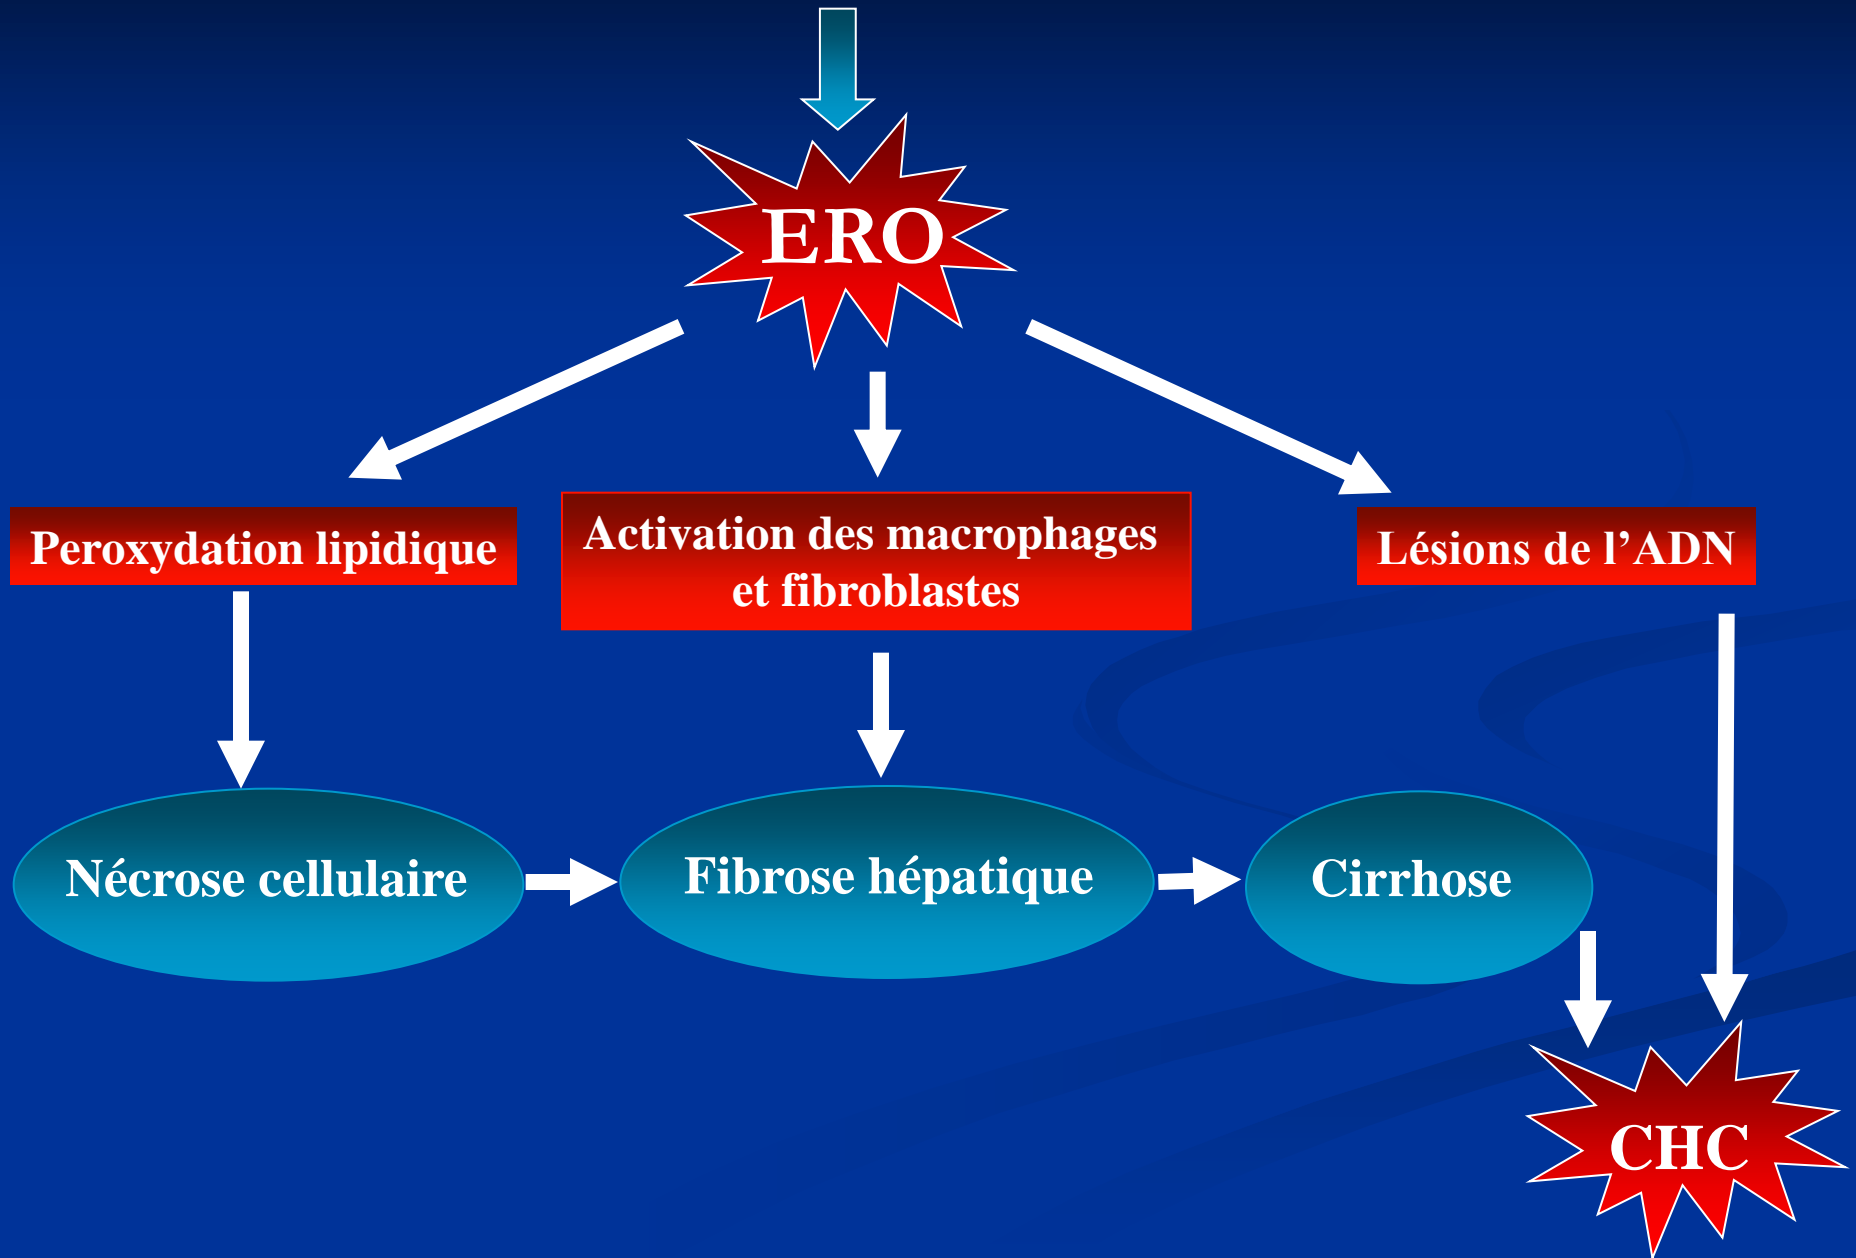 ERO
Peroxydation lipidique
Activation des macrophages
et fibroblastes
Lésions de l’ADN
Nécrose cellulaire
Fibrose hépatique
Cirrhose
CHC